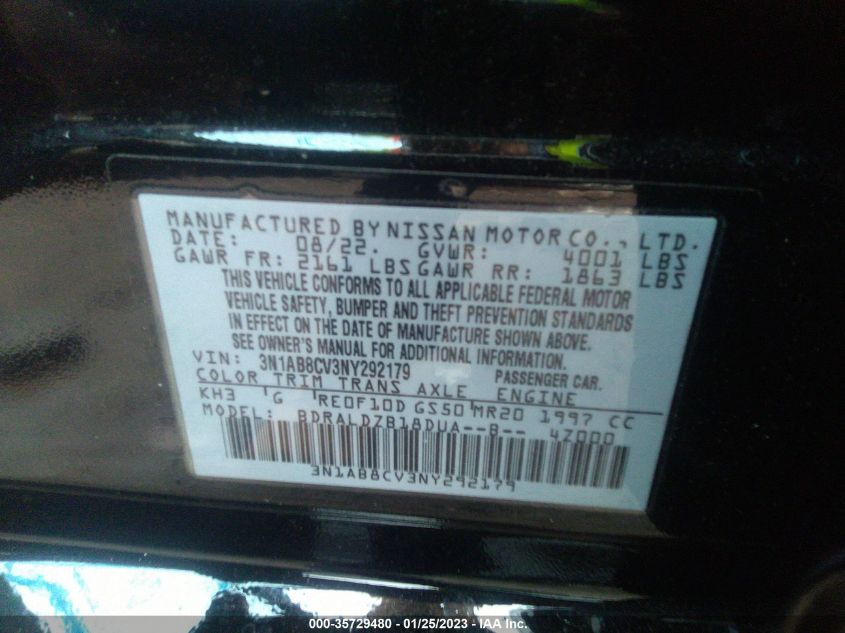 MANUFACTURED BY NISSAN MOTOR CO., LTD.
DATE: 08/22. GVWR: 4001 LBS
GAWR FR: 2161 LBS GAWR RR: 1863 LBS
THIS VEHICLE CONFORMS TO ALL APPLICABLE FEDERAL MOTOR
VEHICLE SAFETY, BUMPER AND THEFT PREVENTION STANDARDS
IN EFFECT ON THE DATE OF MANUFACTURE SHOWN ABOVE.
SEE OWNER'S MANUAL FOR ADDITIONAL INFORMATION.
VIN: 3N1AB8CV3NY292179 PASSENGER CAR.
COLOR TRIM TRANS AXLE ENGINE
KH3 G RE0F10D GS50 MR20 1997 CC
MODEL: BDRALDZB18DUA--B-- 4Z000
3N1AB8CV3NY292179
000-35729480 - 01/25/2023 - IAA Inc.